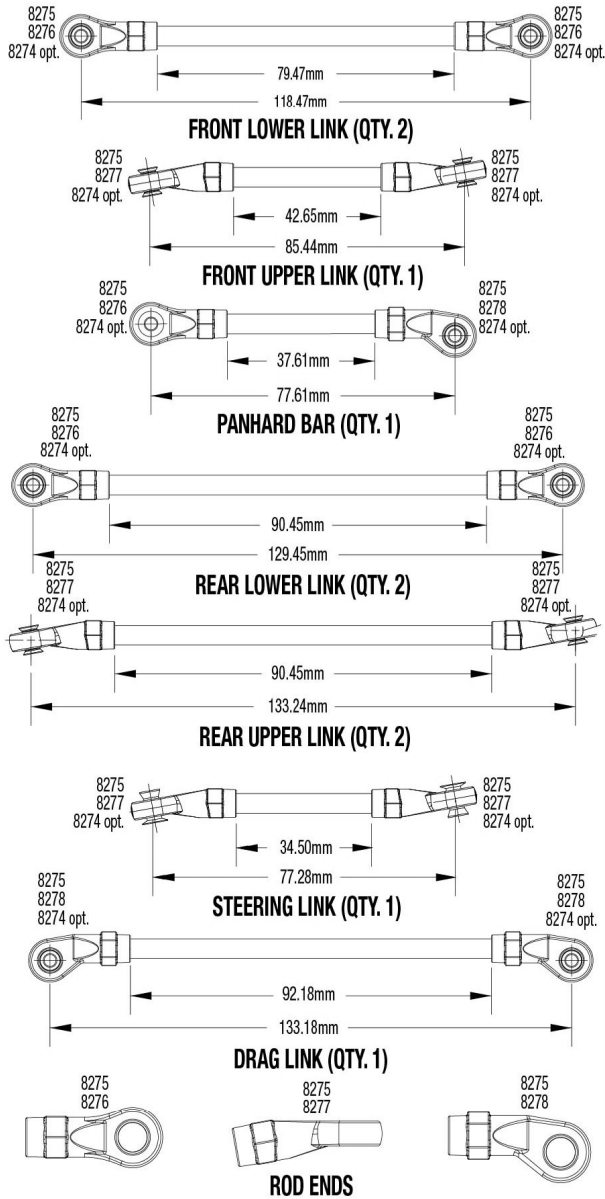 8275
8276
8274 opt.
8275
8276
8274 opt.
79.47mm
118.47mm
FRONT LOWER LINK (QTY. 2)
8275
8277
8274 opt.
8275
8277
8274 opt.
42.65mm
85.44mm
FRONT UPPER LINK (QTY. 1)
8275
8276
8274 opt.
8275
8278
8274 opt.
37.61mm
77.61mm
PANHARD BAR (QTY. 1)
8275
8276
8274 opt.
8275
8276
8274 opt.
90.45mm
129.45mm
REAR LOWER LINK (QTY. 2)
8275
8277
8274 opt.
8275
8277
8274 opt.
90.45mm
133.24mm
REAR UPPER LINK (QTY. 2)
8275
8277
8274 opt.
8275
8277
8274 opt.
34.50mm
77.28mm
STEERING LINK (QTY. 1)
8275
8278
8274 opt.
8275
8278
8274 opt.
92.18mm
133.18mm
DRAG LINK (QTY. 1)
8275
8276
8275
8277
8275
8278
ROD ENDS